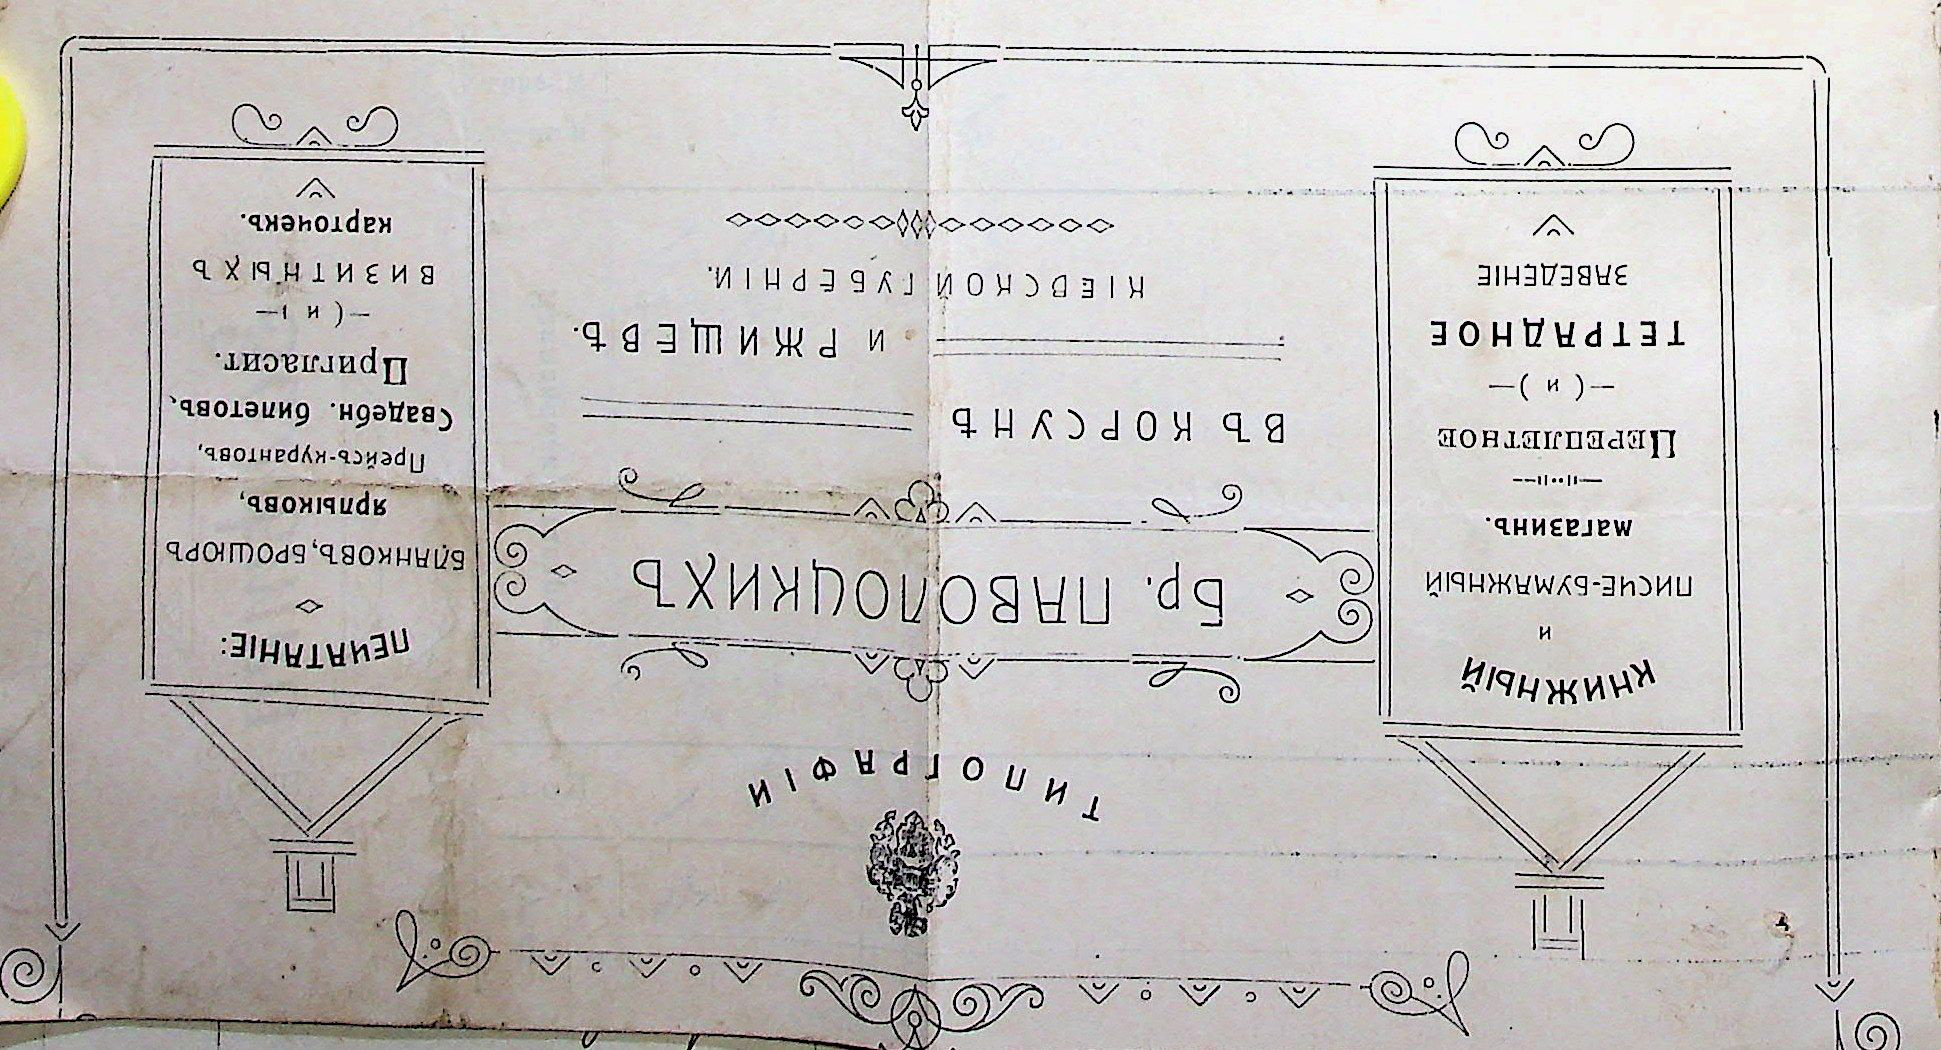 ТИПОГРАФІИ
Бр. ПАВОЛОЦКИХЪ
ВЪ КОРСУНѢ
И РЖИЩЕВѢ.
КІЕВСКОЙ ГУБЕРНІИ.
КНИЖНЫЙ
И
ПИСЧЕ-БУМАЖНЫЙ
магазинъ.
Переплетное
—( и )—
ТЕТРАДНОЕ
ЗАВЕДЕНІЕ
ПЕЧАТАНІЕ:
БЛАНКОВЪ, БРОШЮРЪ
ярлыковъ,
Прейсъ-курантовъ,
Свадебн. билетовъ,
Пригласит.
—( и )—
ВИЗИТНЫХЪ
карточекъ.